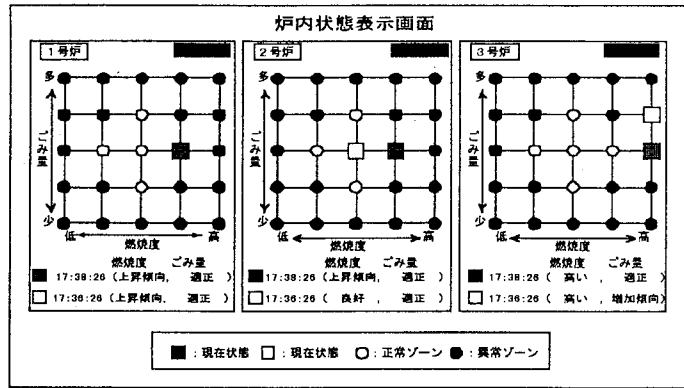 炉内状態表示画面
1号炉
2号炉
3号炉
多
ごみ量
少
低
燃焼度
高
多
ごみ量
少
低
燃焼度
高
多
ごみ量
少
低
燃焼度
高
燃焼度 ごみ量
■ 17:38:26 (上昇傾向, 適正 )
□ 17:36:26 (上昇傾向, 適正 )
燃焼度 ごみ量
■ 17:38:26 (上昇傾向, 適正 )
□ 17:36:26 ( 良好 , 適正 )
燃焼度 ごみ量
■ 17:38:26 ( 高い , 適正 )
□ 17:36:26 ( 高い , 増加傾向)
■ : 現在状態 □ : 現在状態 ○ : 正常ゾーン ● : 異常ゾーン